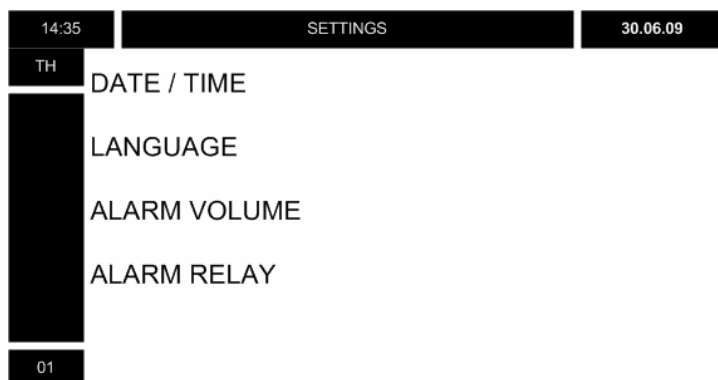 14:35 SETTINGS 30.06.09
TH
DATE / TIME
LANGUAGE
ALARM VOLUME
ALARM RELAY
01